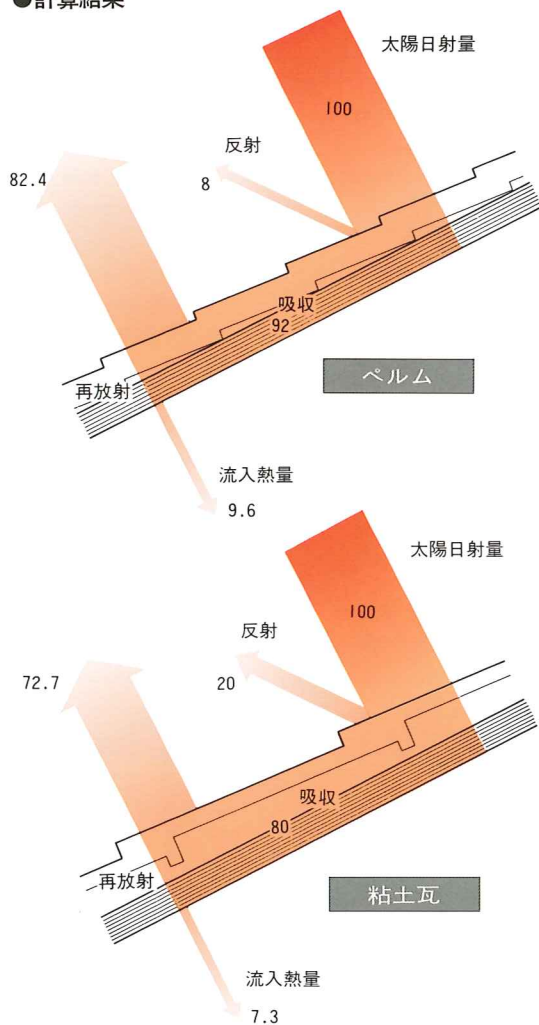 ●計算結果
太陽日射量
100
反射
8
82.4
吸収
92
ペルム
再放射
流入熱量
9.6
太陽日射量
100
反射
20
72.7
吸収
80
再放射
粘土瓦
流入熱量
7.3